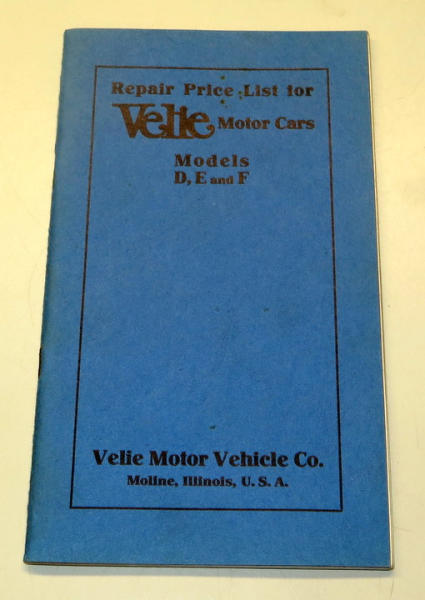 Repair Price List for
Velie Motor Cars
Models
D, E and F
Velie Motor Vehicle Co.
Moline, Illinois, U. S. A.